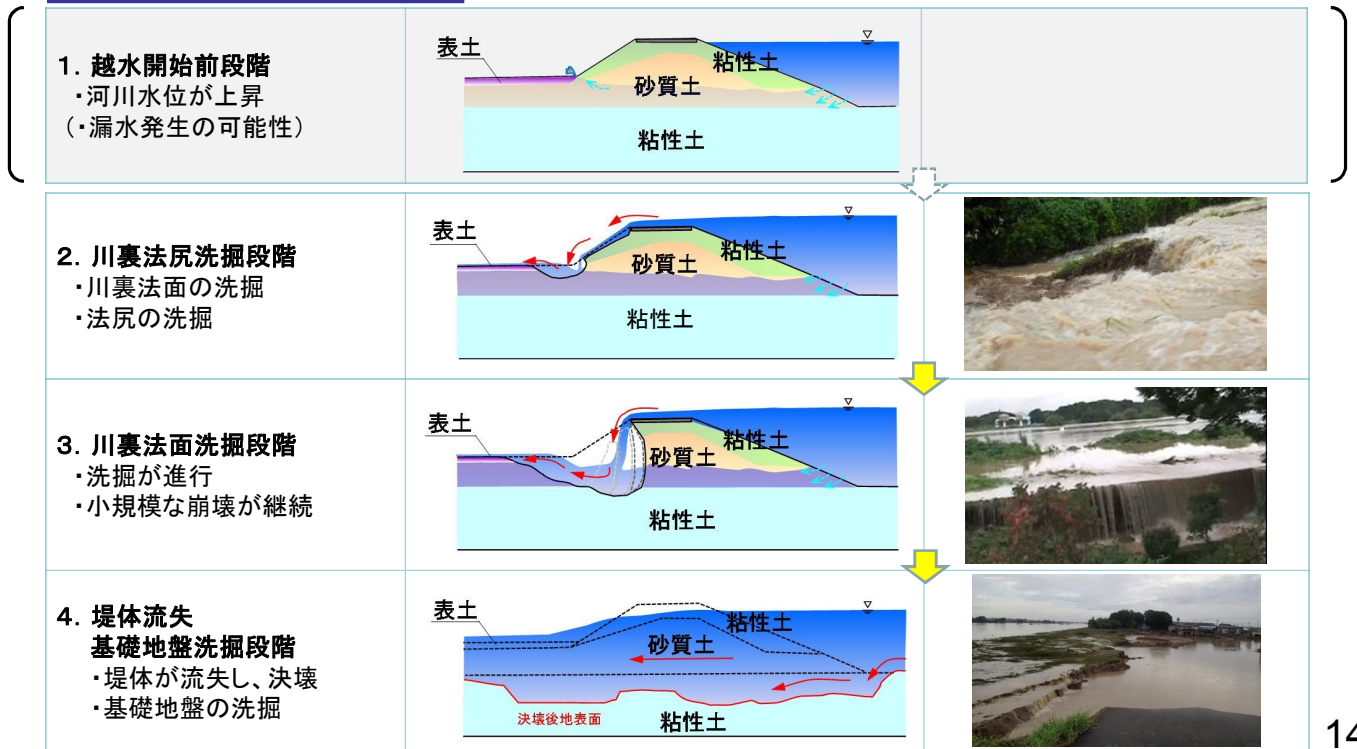 1. 越水開始前段階
・河川水位が上昇
(・漏水発生の可能性)
表土
粘性土
砂質土
粘性土
2. 川裏法尻洗掘段階
・川裏法面の洗掘
・法尻の洗掘
表土
粘性土
砂質土
粘性土
3. 川裏法面洗掘段階
・洗掘が進行
・小規模な崩壊が継続
表土
粘性土
砂質土
粘性土
4. 堤体流失
基礎地盤洗掘段階
・堤体が流失し、決壊
・基礎地盤の洗掘
表土
粘性土
砂質土
決壊後地表面
粘性土
14